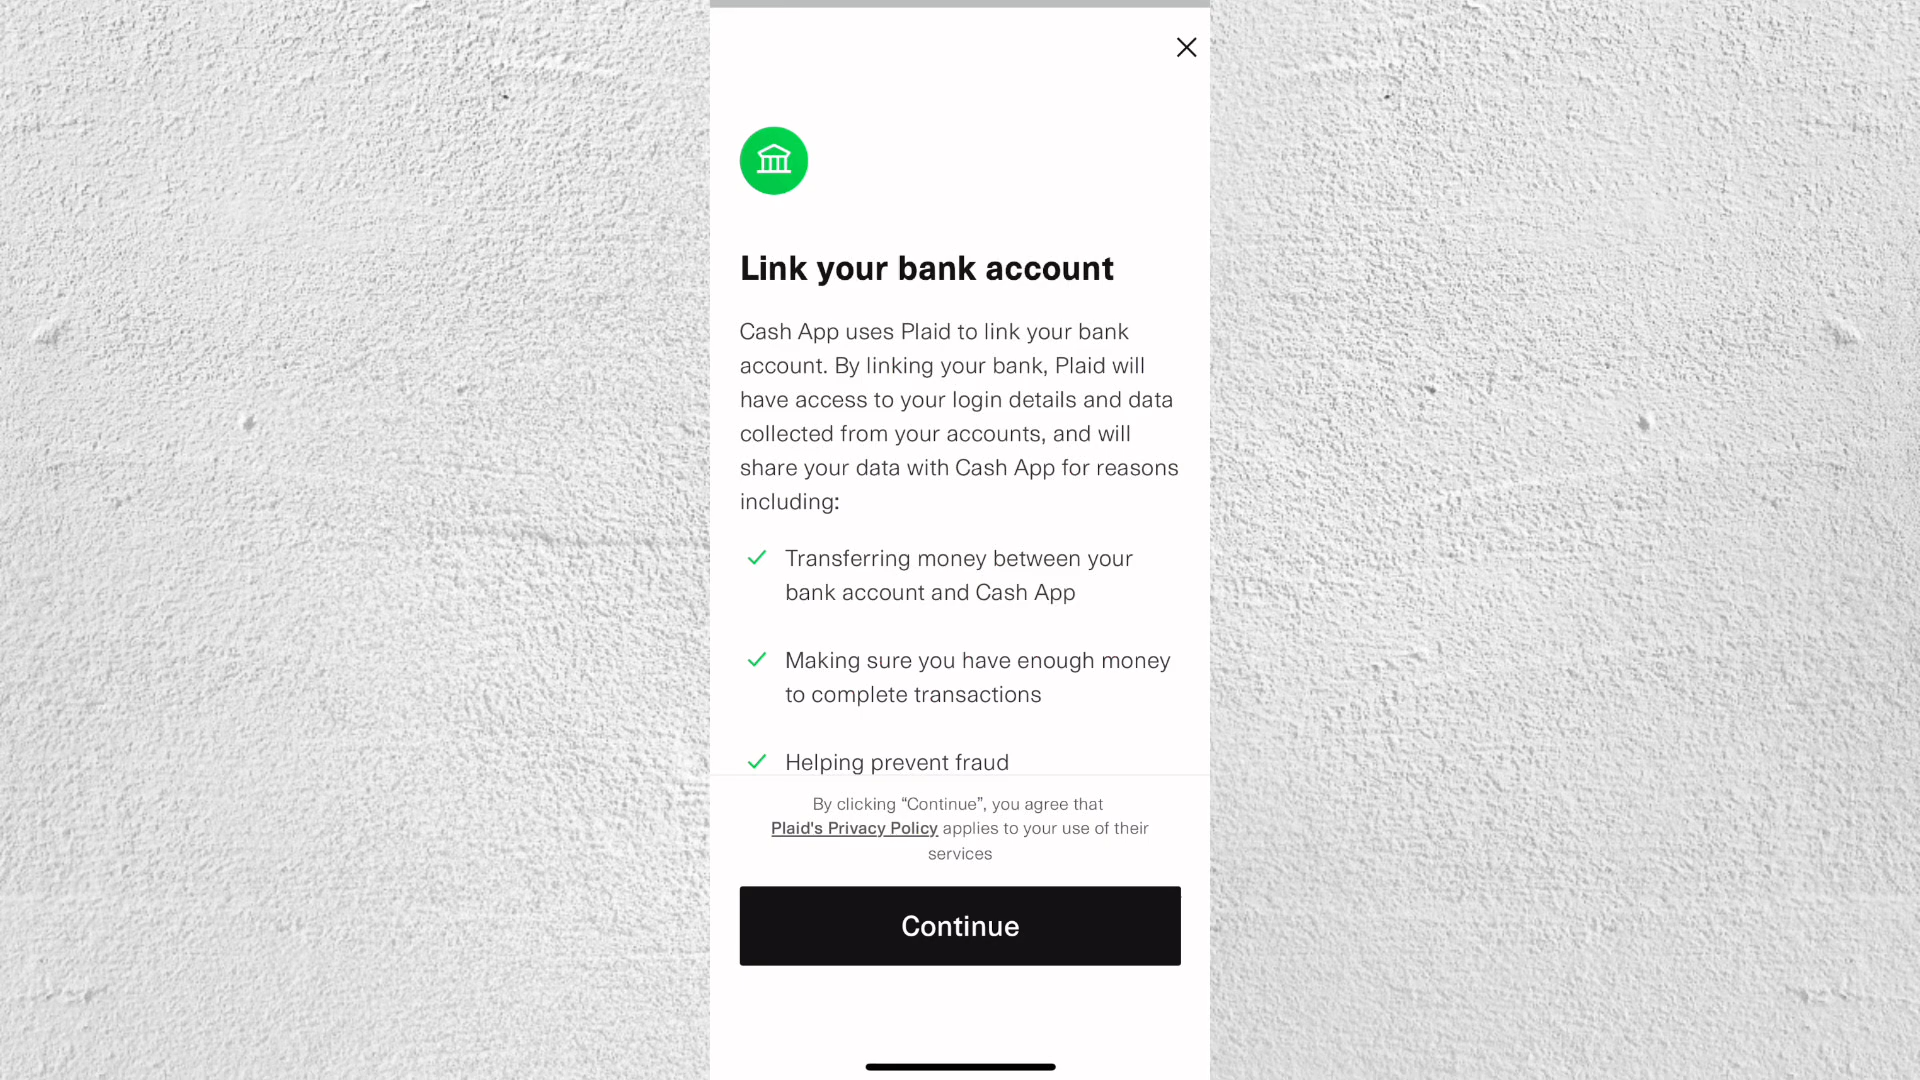 Link your bank account
Cash App uses Plaid to link your bank
account. By linking your bank, Plaid will
have access to your login details and data
collected from your accounts, and will
share your data with Cash App for reasons
including:
Transferring money between your
bank account and Cash App
Making sure you have enough money
to complete transactions
Helping prevent fraud
By clicking “Continue”, you agree that
Plaid's Privacy Policy applies to your use of their
services
Continue